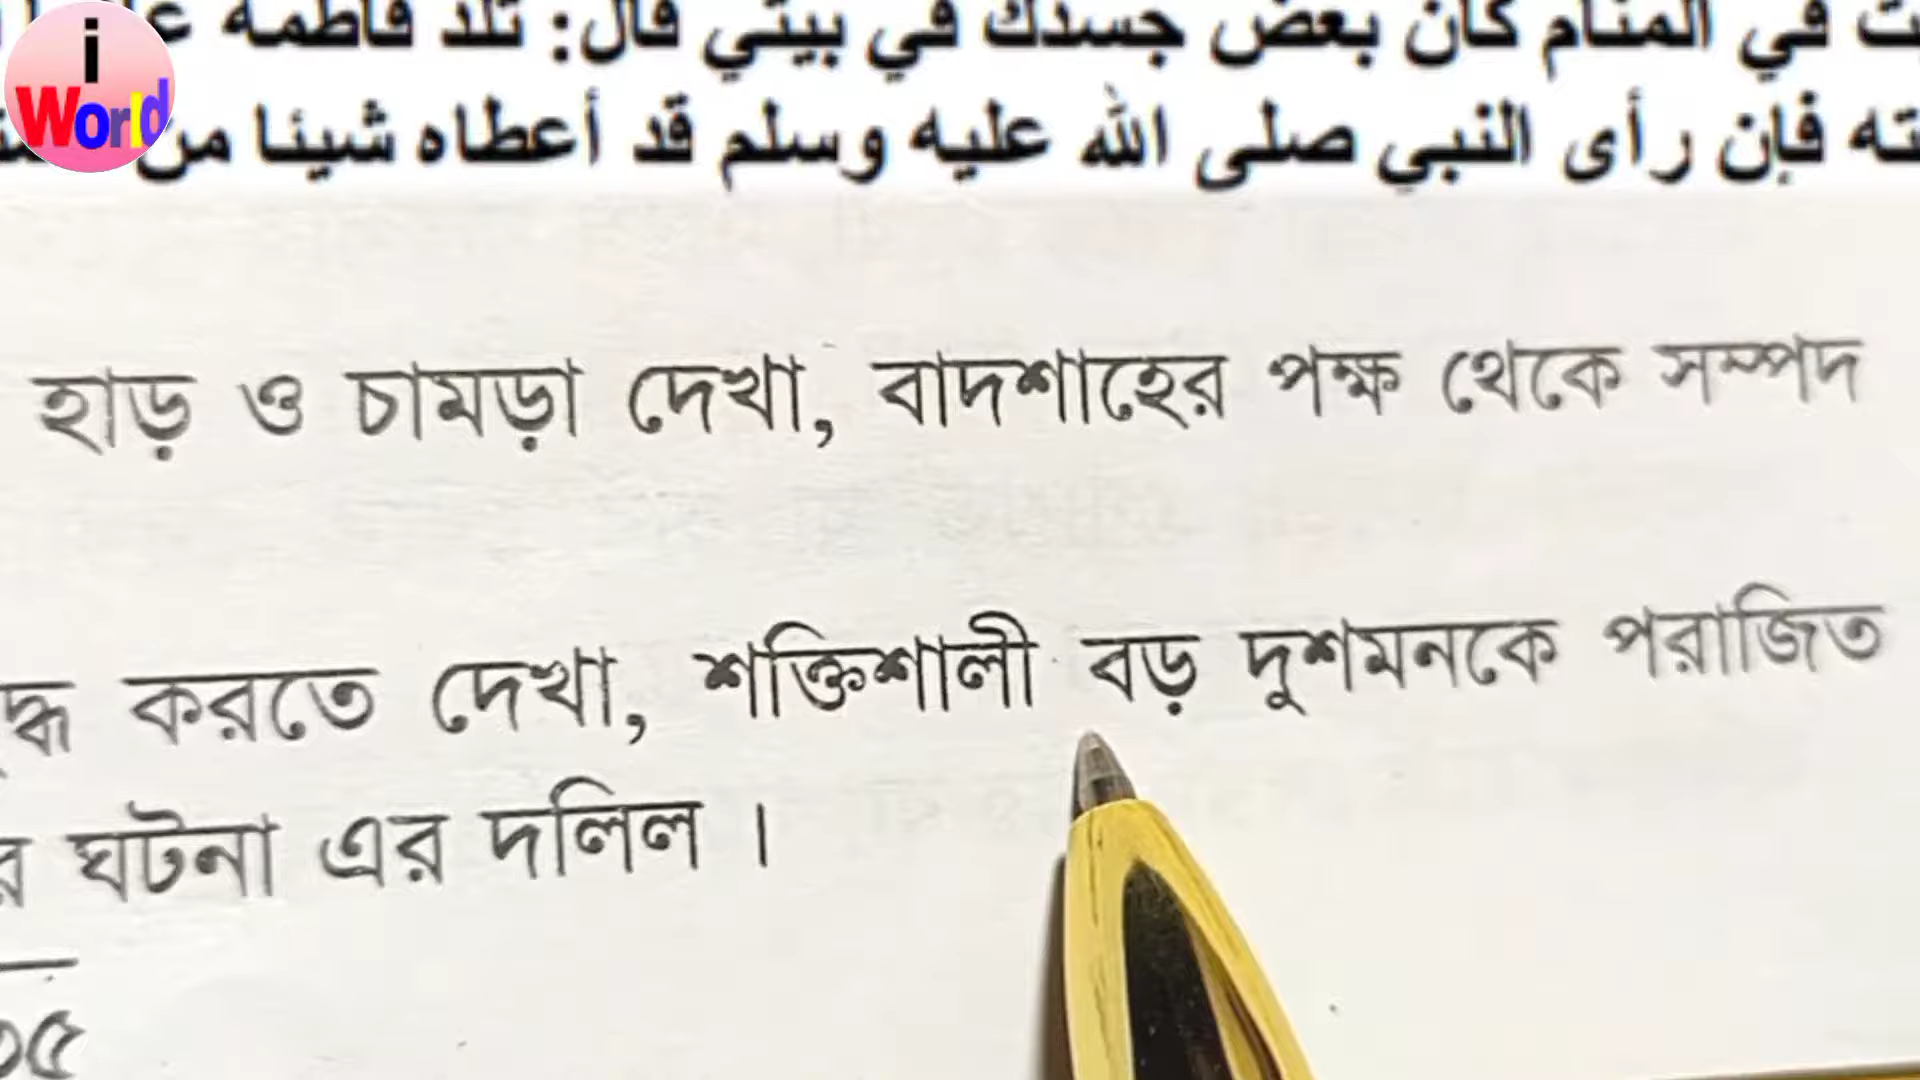 i
World
في المنام كان بعض جسدك في بيتي قال: تلد فاطمة
فإن رأى النبي صلى الله عليه وسلم قد أعطاه شيئا من
হাড় ও চামড়া দেখা, বাদশাহের পক্ষ থেকে সম্পদ
করতে দেখা, শক্তিশালী বড় দুশমনকে পরাজিত
ঘটনা এর দলিল ।